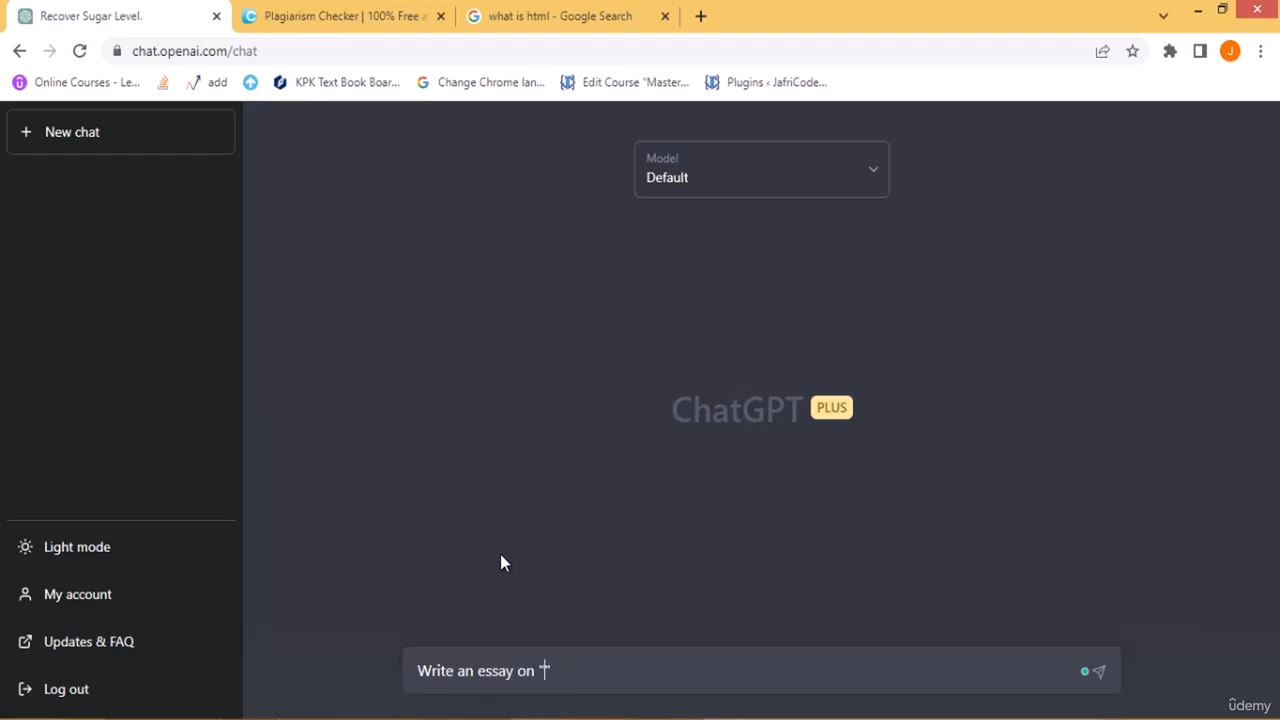 Recover Sugar Level.
Plagiarism Checker | 100% Free a
what is html - Google Search
chat.openai.com/chat
J
Online Courses - Le...
add
KPK Text Book Boar...
Change Chrome lan...
Edit Course "Master...
Plugins ‹ JafriCode...
New chat
Model
Default
ChatGPT PLUS
Light mode
My account
Updates & FAQ
Log out
Write an essay on ""
ûdemy